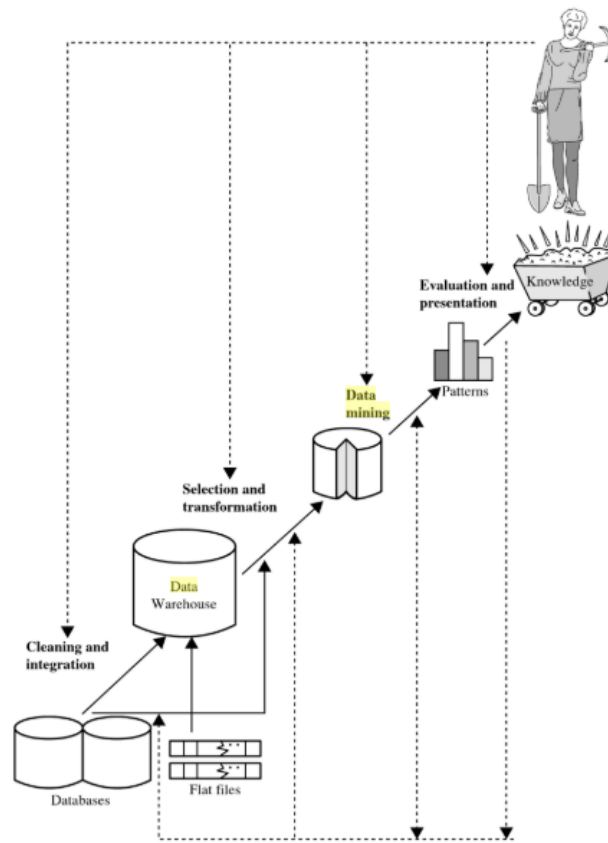 Evaluation and
presentation
Knowledge
Patterns
Data
mining
Selection and
transformation
Data
Warehouse
Cleaning and
integration
Databases
Flat files